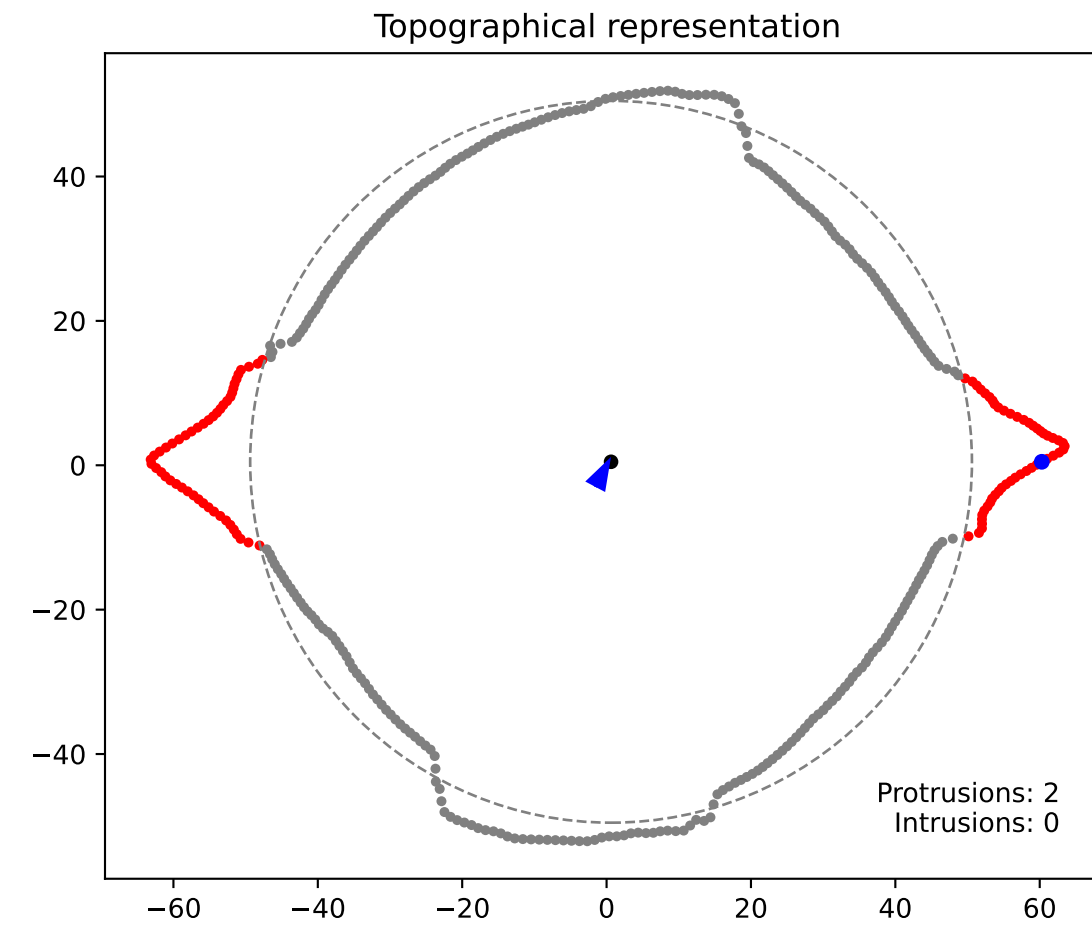 Topographical representation
40
20
0
−20
−40
Protrusions: 2
Intrusions: 0
−60 −40 −20 0 20 40 60